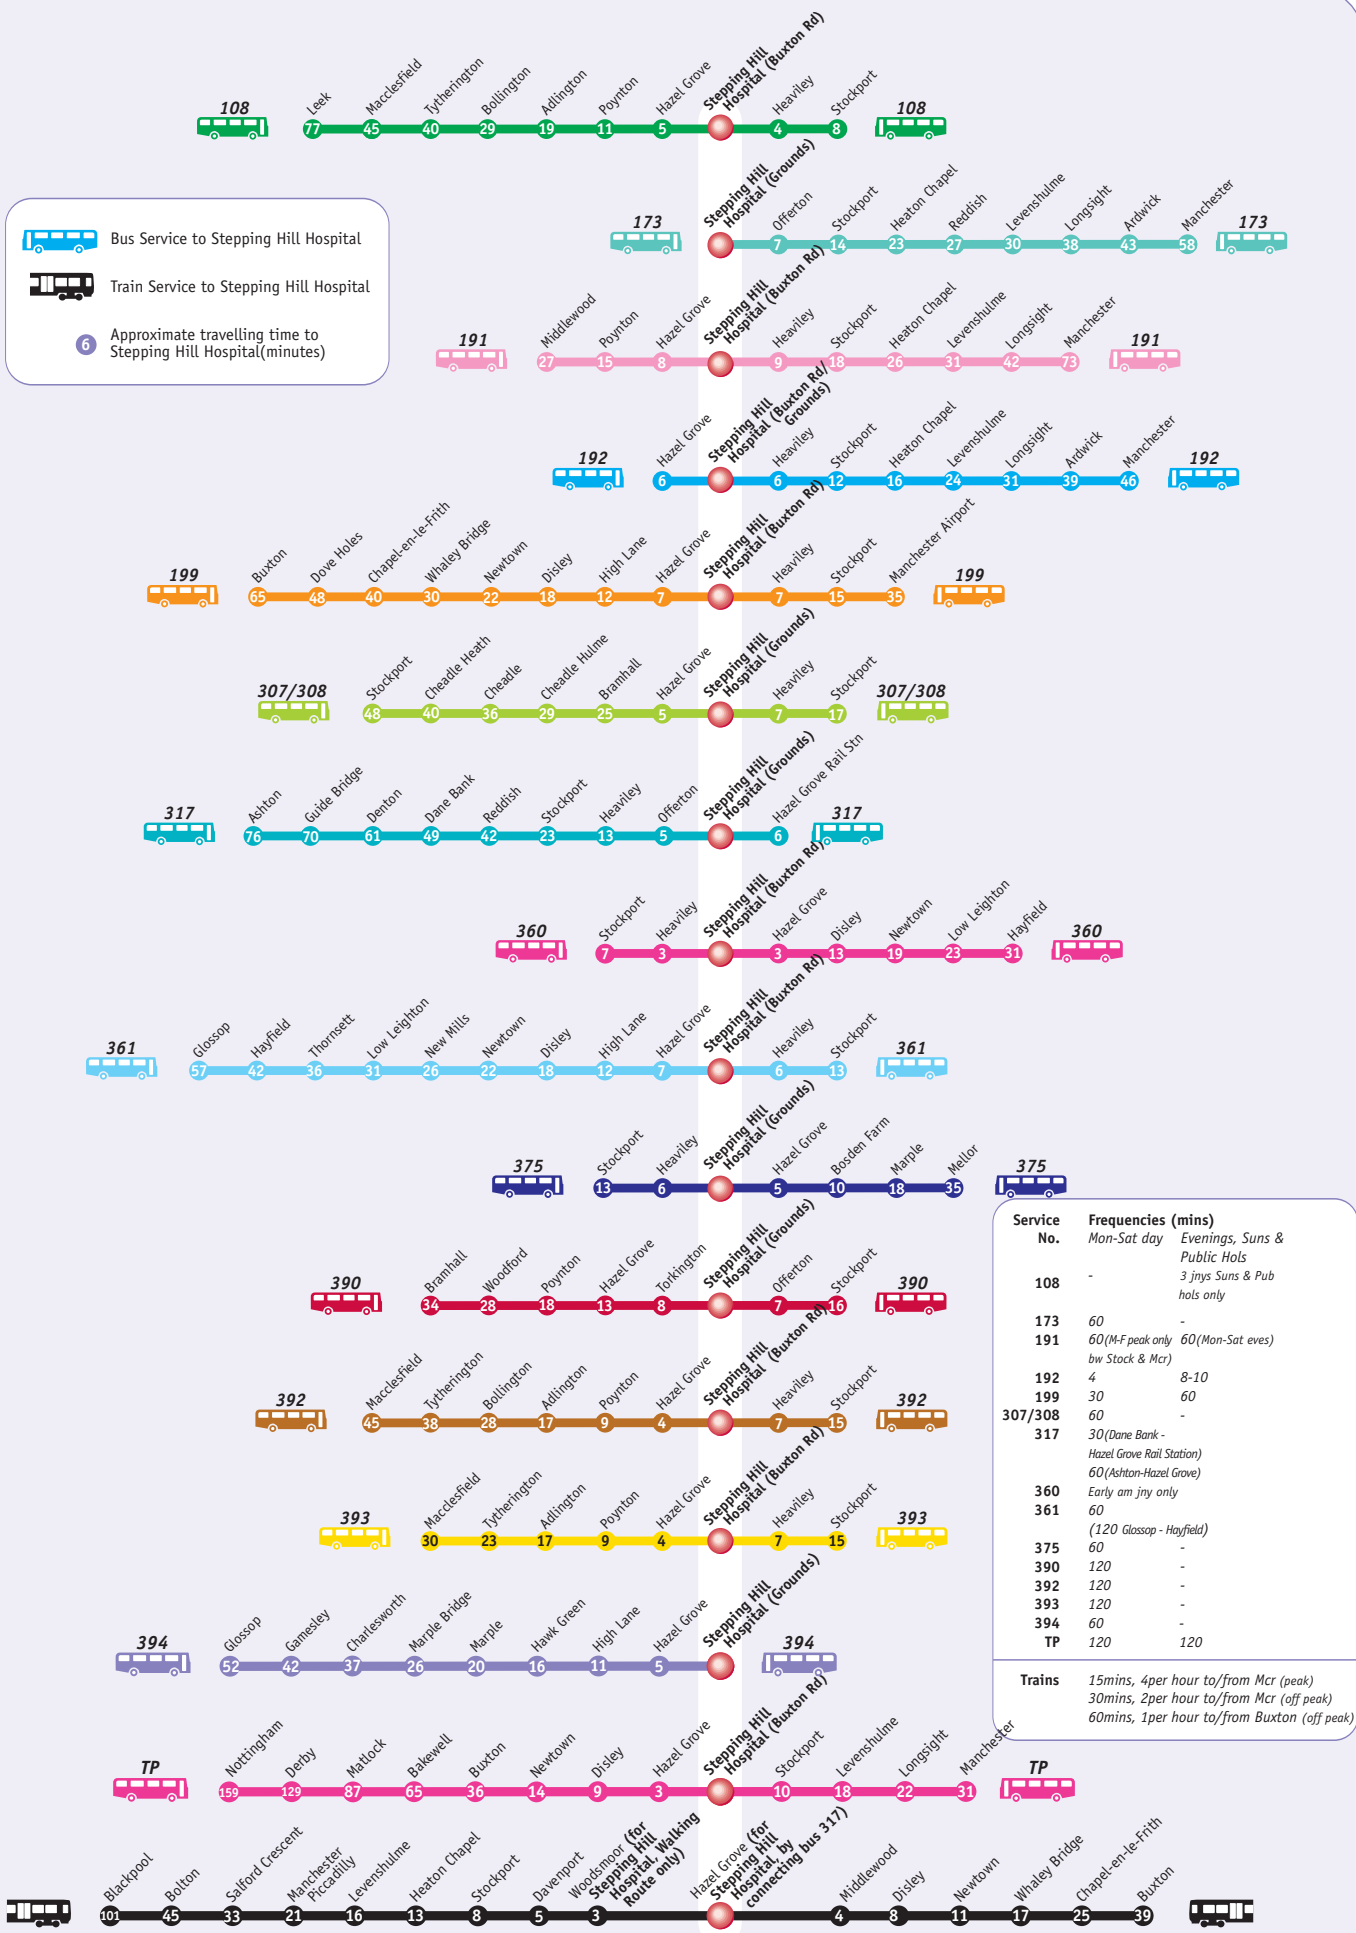 108
Leek
Macclesfield
Tytherington
Bollington
Adlington
Poynton
Hazel Grove
Stepping Hill
Hospital (Buxton Rd)
Heaviley
Stockport
108
77 45 40 29 19 11 5 4 8
Bus Service to Stepping Hill Hospital
Train Service to Stepping Hill Hospital
6
Approximate travelling time to
Stepping Hill Hospital(minutes)
173
Stepping Hill
Hospital (Grounds)
Offerton
Stockport
Heaton Chapel
Reddish
Levenshulme
Longsight
Ardwick
Manchester
173
7 14 23 27 30 38 43 58
191
Middlewood
Poynton
Hazel Grove
Stepping Hill
Hospital (Buxton Rd)
Heaviley
Stockport
Heaton Chapel
Levenshulme
Longsight
Manchester
191
27 15 8 9 18 26 31 42 73
192
Hazel Grove
Stepping Hill
Hospital (Buxton Rd/
Grounds)
Heaviley
Stockport
Heaton Chapel
Levenshulme
Longsight
Ardwick
Manchester
192
6 6 12 16 24 31 39 46
199
Buxton
Dove Holes
Chapel-en-le-Frith
Whaley Bridge
Newtown
Disley
High Lane
Hazel Grove
Stepping Hill
Hospital (Buxton Rd)
Heaviley
Stockport
Manchester Airport
199
65 48 40 30 22 18 12 7 7 15 35
307/308
Stockport
Cheadle Heath
Cheadle
Cheadle Hulme
Bramhall
Hazel Grove
Stepping Hill
Hospital (Grounds)
Heaviley
Stockport
307/308
48 40 36 29 25 5 7 17
317
Ashton
Guide Bridge
Denton
Dane Bank
Reddish
Stockport
Heaviley
Offerton
Stepping Hill
Hospital (Grounds)
Hazel Grove Rail Stn
317
76 70 61 49 42 23 13 5 6
360
Stockport
Heaviley
Stepping Hill
Hospital (Buxton Rd)
Hazel Grove
Disley
Newtown
Low Leighton
Hayfield
360
7 3 3 13 19 23 31
361
Glossop
Hayfield
Thornsett
Low Leighton
New Mills
Newtown
Disley
High Lane
Hazel Grove
Stepping Hill
Hospital (Buxton Rd)
Heaviley
Stockport
361
57 42 36 31 26 22 18 12 7 6 13
375
Stockport
Heaviley
Stepping Hill
Hospital (Grounds)
Hazel Grove
Bosden Farm
Marple
Mellor
375
13 6 5 10 18 35
390
Bramhall
Woodford
Poynton
Hazel Grove
Torkington
Stepping Hill
Hospital (Grounds)
Offerton
Stockport
390
34 28 18 13 8 7 16
392
Macclesfield
Tytherington
Bollington
Adlington
Poynton
Hazel Grove
Stepping Hill
Hospital (Buxton Rd)
Heaviley
Stockport
392
45 38 28 17 9 4 7 15
393
Macclesfield
Tytherington
Adlington
Poynton
Hazel Grove
Stepping Hill
Hospital (Buxton Rd)
Heaviley
Stockport
393
30 23 17 9 4 7 15
394
Glossop
Gamesley
Charlesworth
Marple Bridge
Marple
Hawk Green
High Lane
Hazel Grove
Stepping Hill
Hospital (Grounds)
394
52 42 37 26 20 16 11 5
Service Frequencies (mins)
No. Mon-Sat day Evenings, Suns &
Public Hols
108 - 3 jnys Suns & Pub
hols only
173 60 -
191 60(M-F peak only 60(Mon-Sat eves)
bw Stock & Mcr)
192 4 8-10
199 30 60
307/308 60 -
317 30(Dane Bank -
Hazel Grove Rail Station)
60(Ashton-Hazel Grove)
360 Early am jny only
361 60
(120 Glossop - Hayfield)
375 60 -
390 120 -
392 120 -
393 120 -
394 60 -
TP 120 120
Trains 15mins, 4per hour to/from Mcr (peak)
30mins, 2per hour to/from Mcr (off peak)
60mins, 1per hour to/from Buxton (off peak)
TP
Nottingham
Derby
Matlock
Bakewell
Buxton
Newtown
Disley
Hazel Grove
Stepping Hill
Hospital (Buxton Rd)
Stockport
Levenshulme
Longsight
Manchester
TP
159 129 87 65 36 14 9 3 10 18 22 31
Blackpool
Bolton
Salford Crescent
Manchester
Piccadilly
Levenshulme
Heaton Chapel
Stockport
Davenport
Woodsmoor (for
Stepping Hill
Hospital, Walking
Route only)
Hazel Grove (for
Stepping Hill
Hospital, by
connecting bus 317)
Middlewood
Disley
Newtown
Whaley Bridge
Chapel-en-le-Frith
Buxton
101 45 33 21 16 13 8 5 3 4 8 11 17 25 39